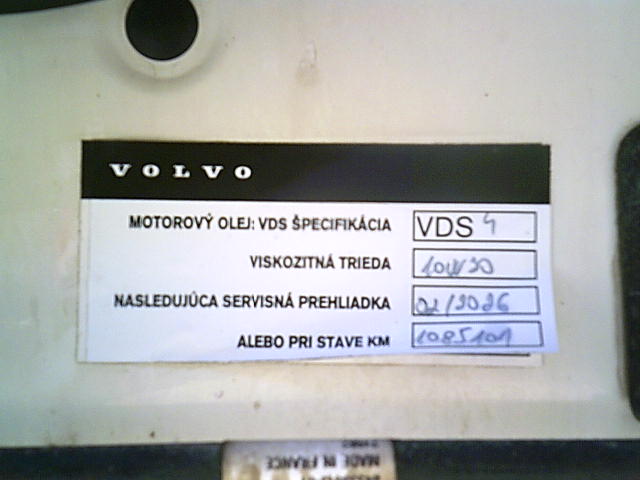 VOLVO
MOTOROVÝ OLEJ: VDS ŠPECIFIKÁCIA VDS 4
VISKOZITNÁ TRIEDA 10W30
NASLEDUJÚCA SERVISNÁ PREHLIADKA 02/2026
ALEBO PRI STAVE KM 1085101
MADE IN FRANCE